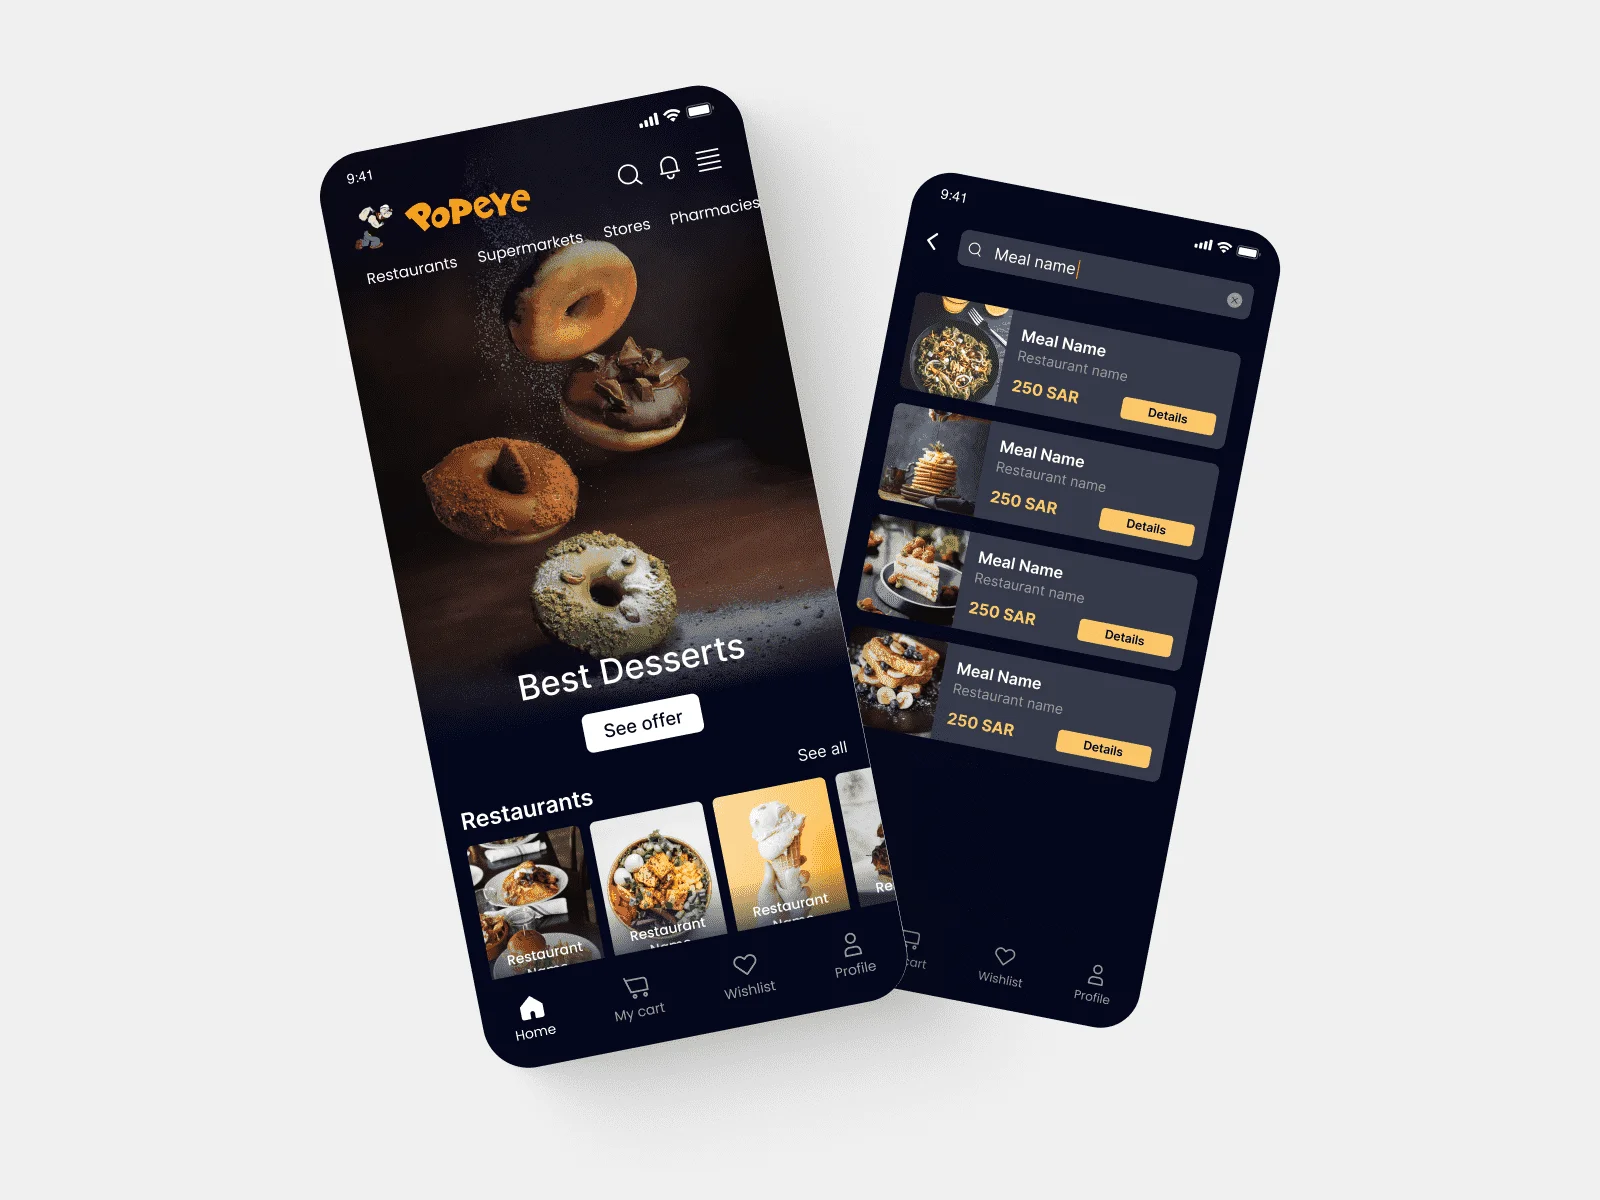 9:41
POPEYE
Restaurants Supermarkets Stores Pharmacies
Best Desserts
See offer
See all
Restaurants
Restaurant
Name
Restaurant
Name
Restaurant
Name
Re
Home
My cart
Wishlist
Profile
9:41
Meal name
Meal Name
Restaurant name
250 SAR
Details
Meal Name
Restaurant name
250 SAR
Details
Meal Name
Restaurant name
250 SAR
Details
Meal Name
Restaurant name
250 SAR
Details
cart
Wishlist
Profile